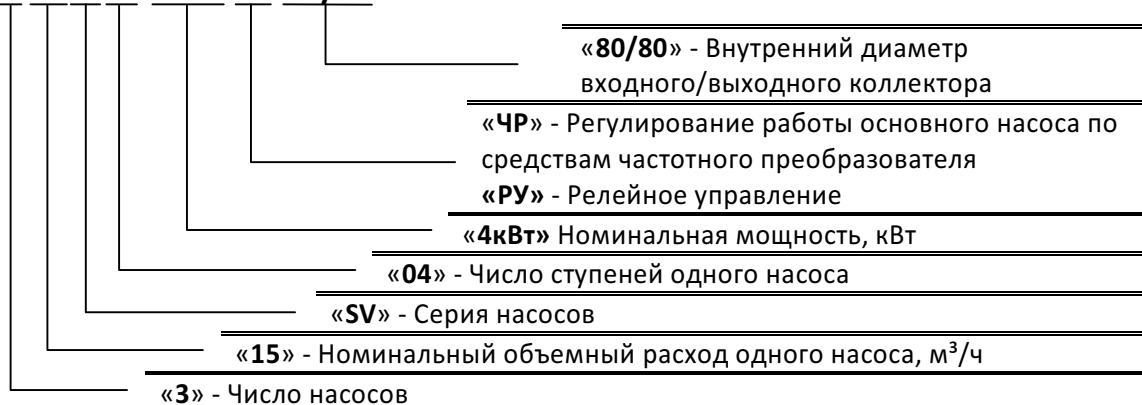 «80/80» - Внутренний диаметр
входного/выходного коллектора
«ЧР» - Регулирование работы основного насоса по
средствам частотного преобразователя
«РУ» - Релейное управление
«4кВт» Номинальная мощность, кВт
«04» - Число ступеней одного насоса
«SV» - Серия насосов
«15» - Номинальный объемный расход одного насоса, м³/ч
«3» - Число насосов